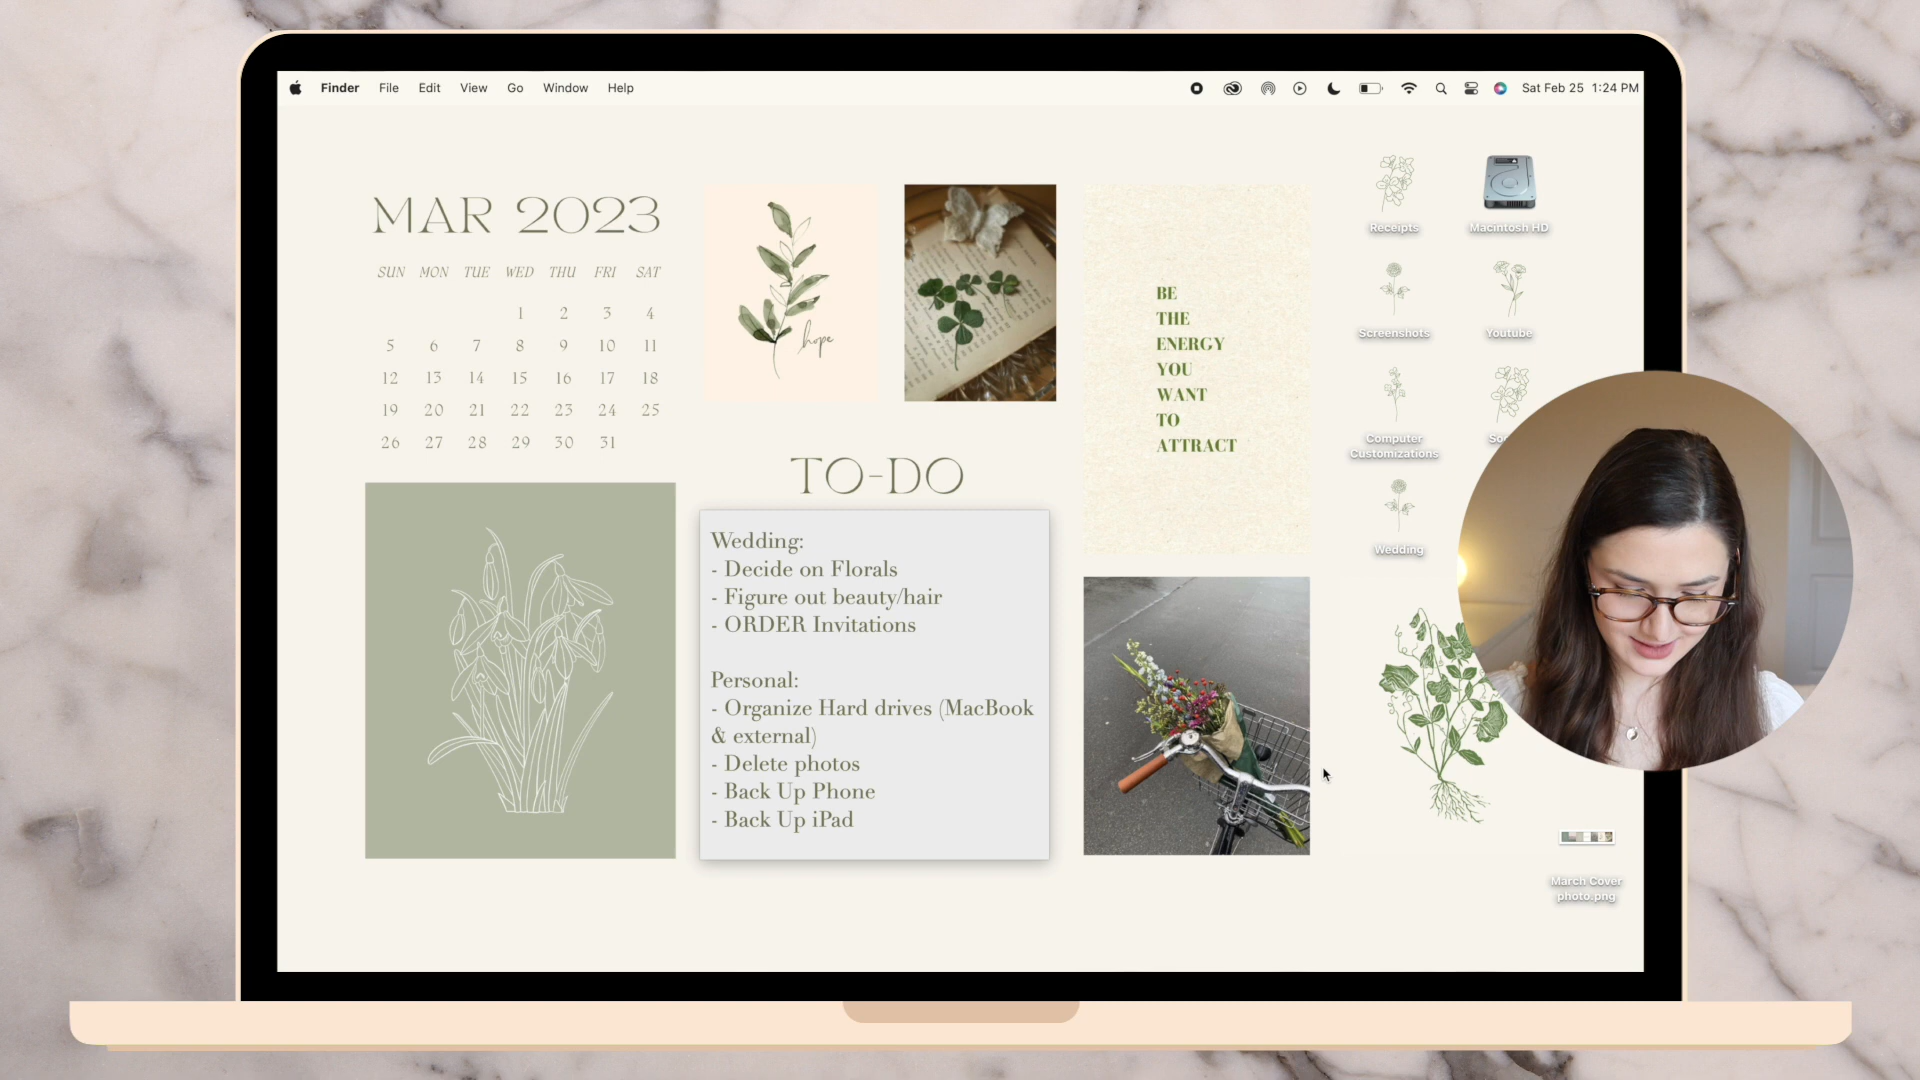 Finder File Edit View Go Window Help Sat Feb 25 1:24 PM
MAR 2023
SUN MON TUE WED THU FRI SAT
1 2 3 4
5 6 7 8 9 10 11
12 13 14 15 16 17 18
19 20 21 22 23 24 25
26 27 28 29 30 31
hope
BE
THE
ENERGY
YOU
WANT
TO
ATTRACT
TO-DO
Wedding:
- Decide on Florals
- Figure out beauty/hair
- ORDER Invitations
Personal:
- Organize Hard drives (MacBook
& external)
- Delete photos
- Back Up Phone
- Back Up iPad
Receipts
Macintosh HD
Screenshots
Youtube
Computer
Customizations
Wedding
March Cover
photo.png